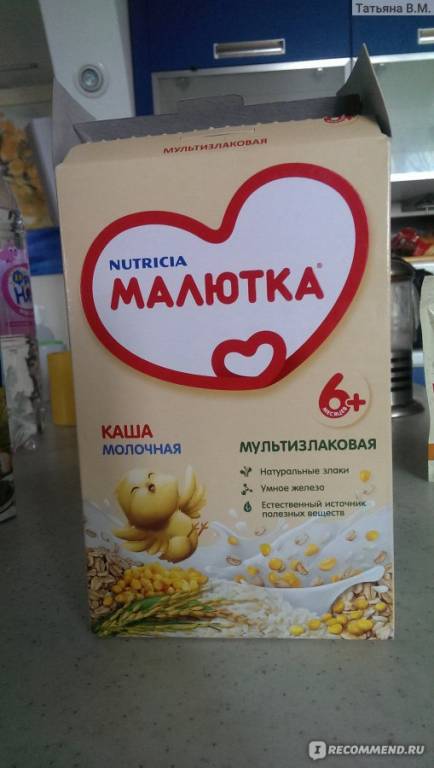 Татьяна В.М.
МУЛЬТИЗЛАКОВАЯ
NUTRICIA
МАЛЮТКА®
6+
МЕСЯЦЕВ
КАША
МОЛОЧНАЯ
МУЛЬТИЗЛАКОВАЯ
Натуральные злаки
Умное железо
Естественный источник
полезных веществ
I RECOMMEND.RU